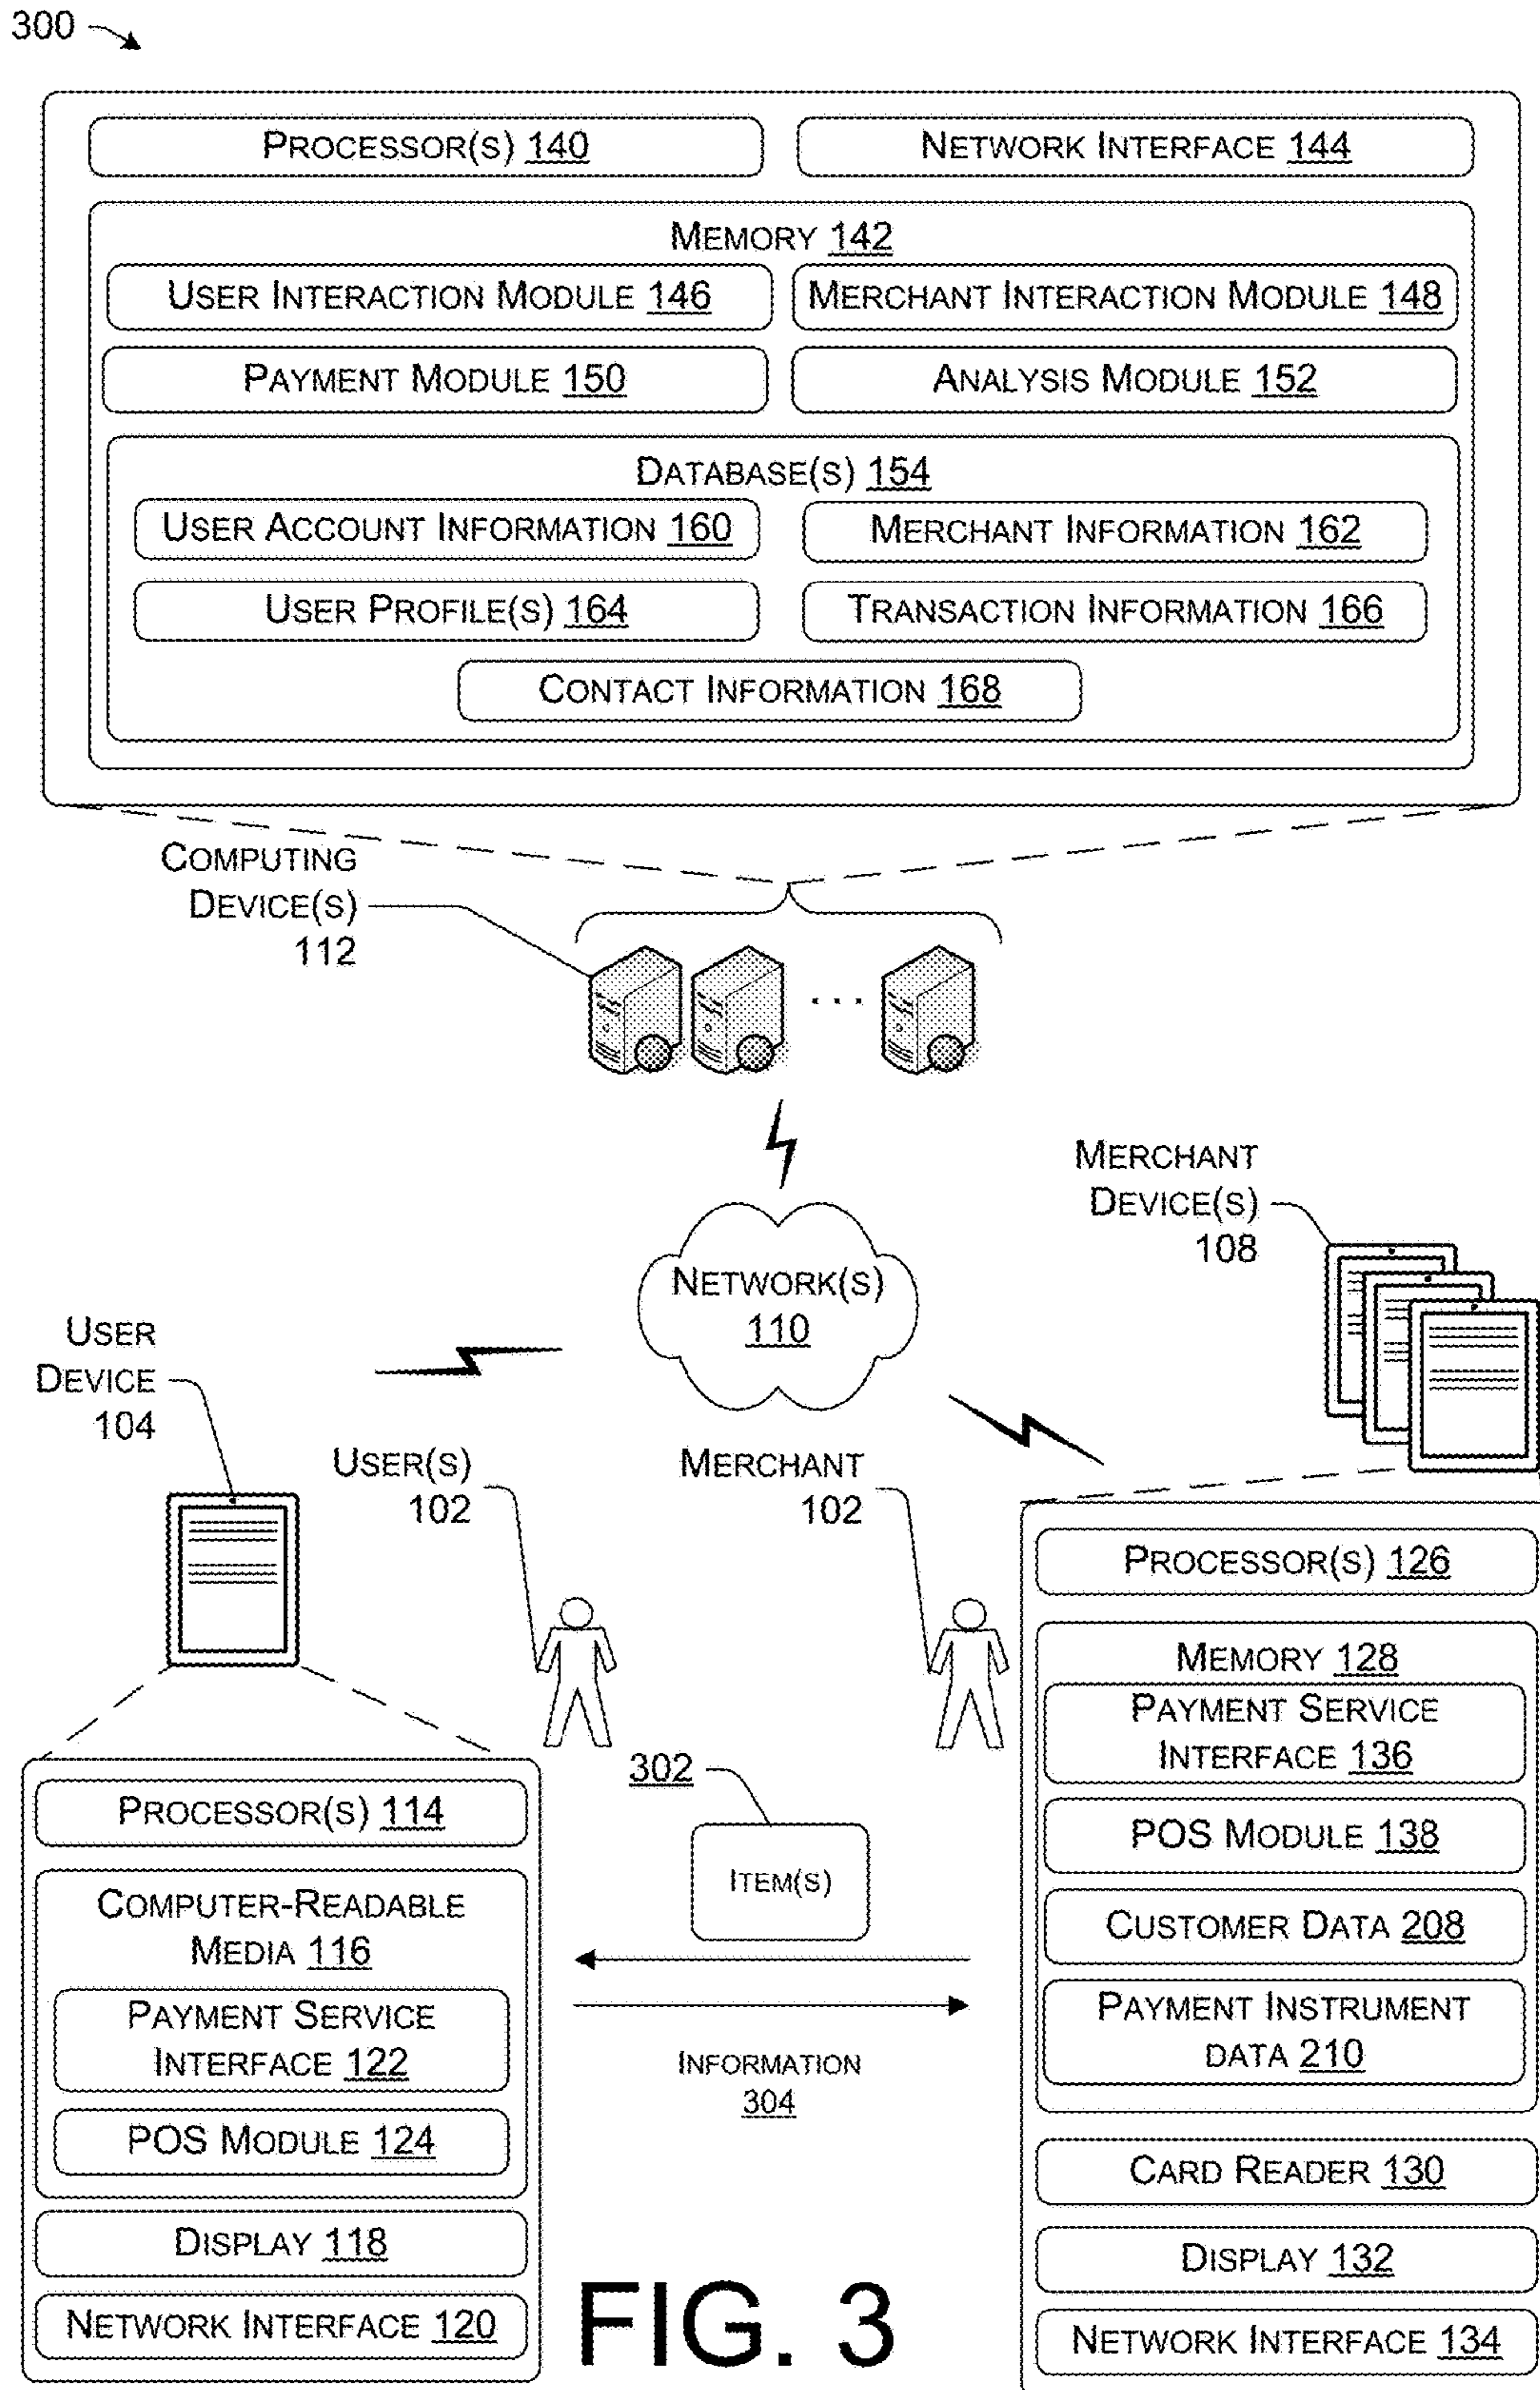 300
PROCESSOR(S) 140
NETWORK INTERFACE 144
MEMORY 142
USER INTERACTION MODULE 146
MERCHANT INTERACTION MODULE 148
PAYMENT MODULE 150
ANALYSIS MODULE 152
DATABASE(S) 154
USER ACCOUNT INFORMATION 160
MERCHANT INFORMATION 162
USER PROFILE(S) 164
TRANSACTION INFORMATION 166
CONTACT INFORMATION 168
COMPUTING
DEVICE(S)
112
...
MERCHANT
DEVICE(S)
108
NETWORK(S)
110
USER
DEVICE
104
USER(S)
102
MERCHANT
102
PROCESSOR(S) 114
COMPUTER-READABLE
MEDIA 116
PAYMENT SERVICE
INTERFACE 122
POS MODULE 124
DISPLAY 118
NETWORK INTERFACE 120
302
ITEM(S)
INFORMATION
304
PROCESSOR(S) 126
MEMORY 128
PAYMENT SERVICE
INTERFACE 136
POS MODULE 138
CUSTOMER DATA 208
PAYMENT INSTRUMENT
DATA 210
CARD READER 130
DISPLAY 132
NETWORK INTERFACE 134
FIG. 3